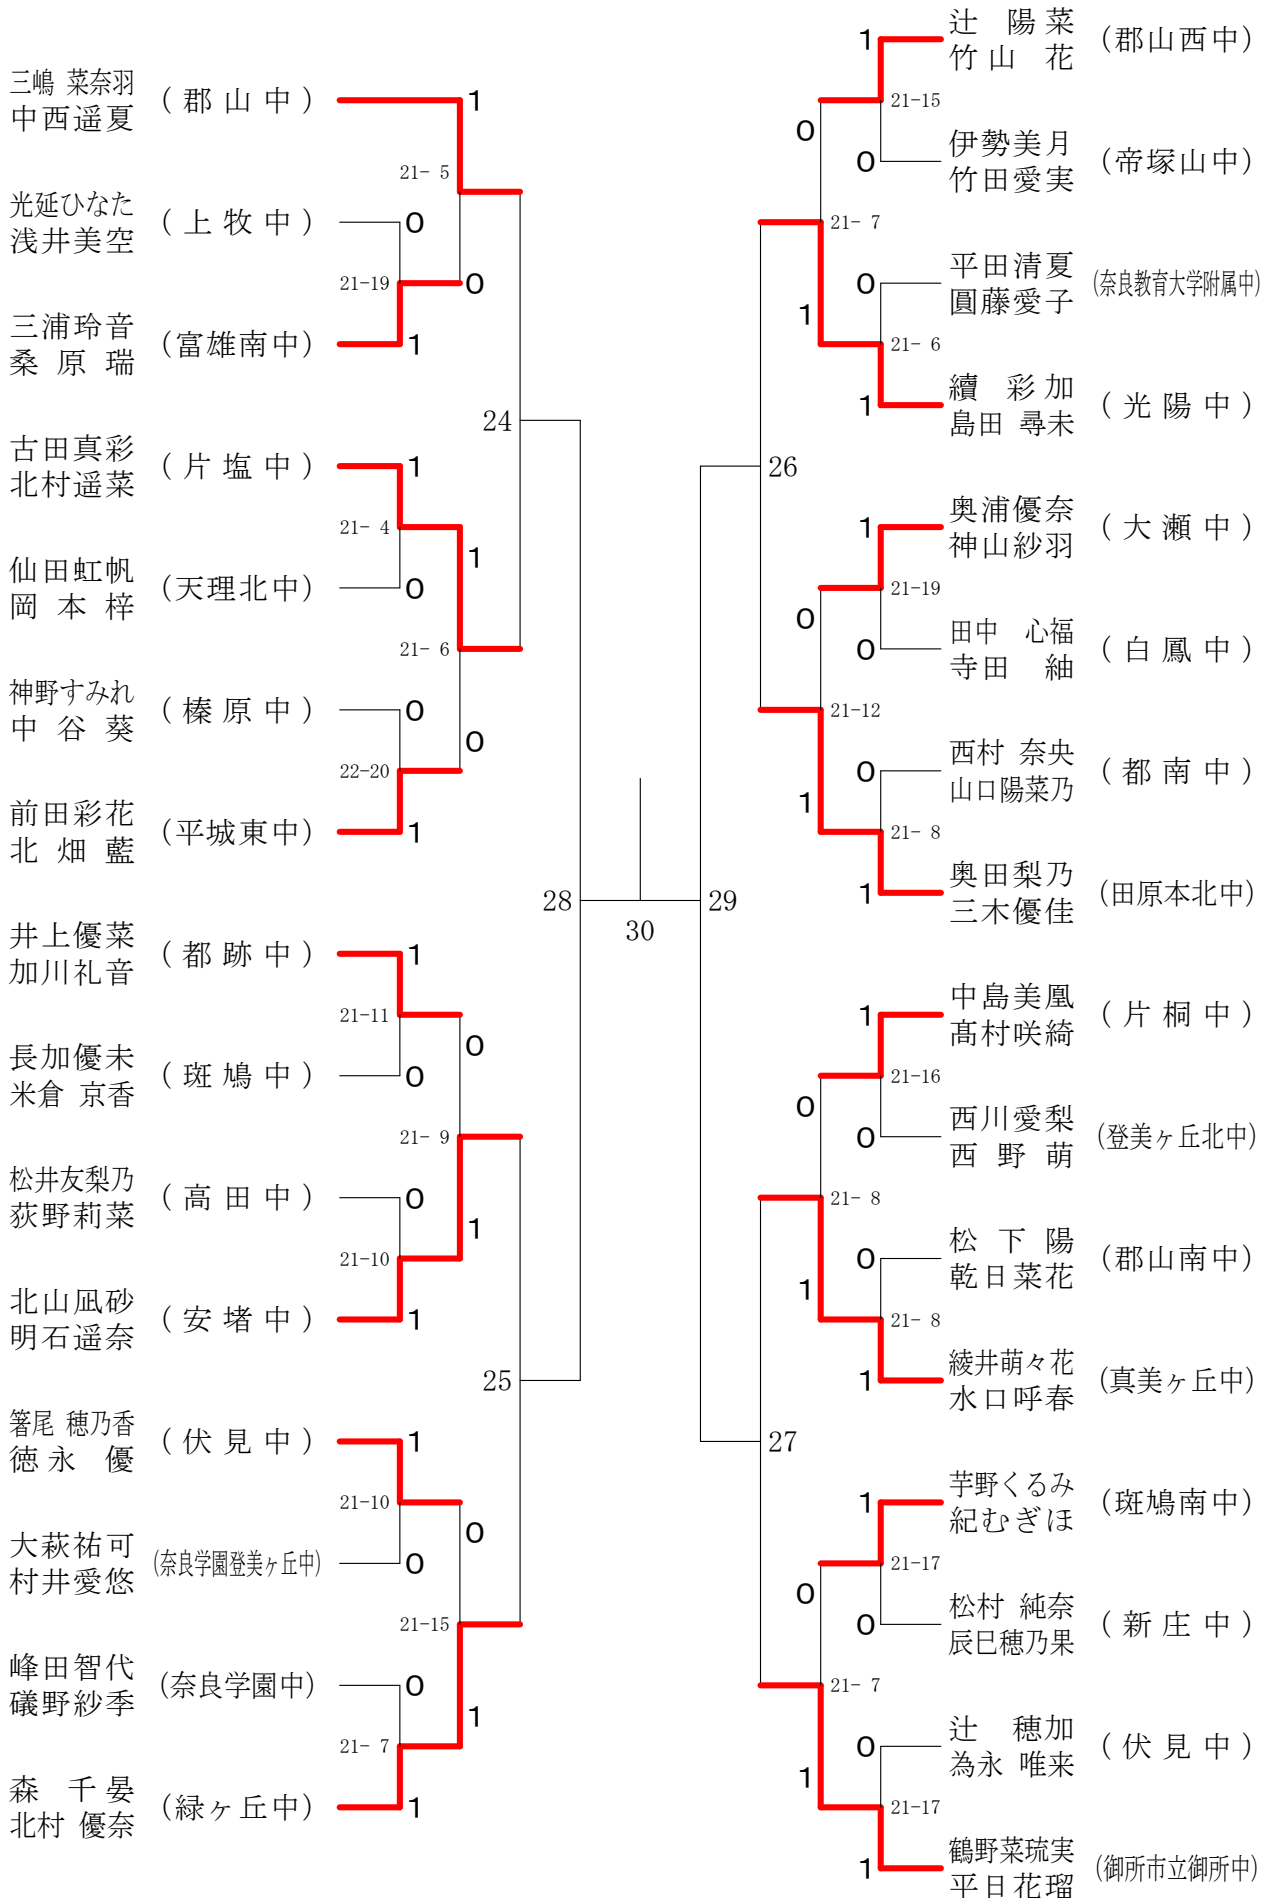 三嶋 菜奈羽
中西遥夏
(郡山中)
1
21- 5
光延ひなた
浅井美空
(上牧中)
0
21-19
0
三浦玲音
桑原瑞
(富雄南中)
1
24
古田真彩
北村遥菜
(片塩中)
1
21- 4
1
仙田虹帆
岡本梓
(天理北中)
0
21- 6
神野すみれ
中谷葵
(榛原中)
0
22-20
0
前田彩花
北畑藍
(平城東中)
1
28
井上優菜
加川礼音
(都跡中)
1
21-11
0
長加優未
米倉 京香
(斑鳩中)
0
21- 9
松井友梨乃
荻野莉菜
(高田中)
0
21-10
1
北山凪砂
明石遥奈
(安堵中)
1
25
箸尾 穂乃香
徳永 優
(伏見中)
1
21-10
0
大萩祐可
村井愛悠
(奈良学園登美ヶ丘中)
0
21-15
峰田智代
礒野紗季
(奈良学園中)
0
21- 7
1
森 千晏
北村 優奈
(緑ヶ丘中)
1
30
辻 陽菜
竹山 花
(郡山西中)
1
21-15
0
伊勢美月
竹田愛実
(帝塚山中)
0
21- 7
平田清夏
圓藤愛子
(奈良教育大学附属中)
0
21- 6
1
續 彩加
島田 尋未
(光陽中)
1
26
奥浦優奈
神山紗羽
(大瀬中)
1
21-19
0
田中 心福
寺田 紬
(白鳳中)
0
21-12
西村 奈央
山口陽菜乃
(都南中)
0
21- 8
1
奥田梨乃
三木優佳
(田原本北中)
1
29
中島美凰
髙村咲綺
(片桐中)
1
21-16
0
西川愛梨
西野萌
(登美ヶ丘北中)
0
21- 8
松下陽
乾日菜花
(郡山南中)
0
21- 8
1
綾井萌々花
水口呼春
(真美ヶ丘中)
1
27
芋野くるみ
紀むぎほ
(斑鳩南中)
1
21-17
0
松村 純奈
辰巳穂乃果
(新庄中)
0
21- 7
辻 穂加
為永 唯来
(伏見中)
0
21-17
1
鶴野菜琉実
平日花瑠
(御所市立御所中)
1